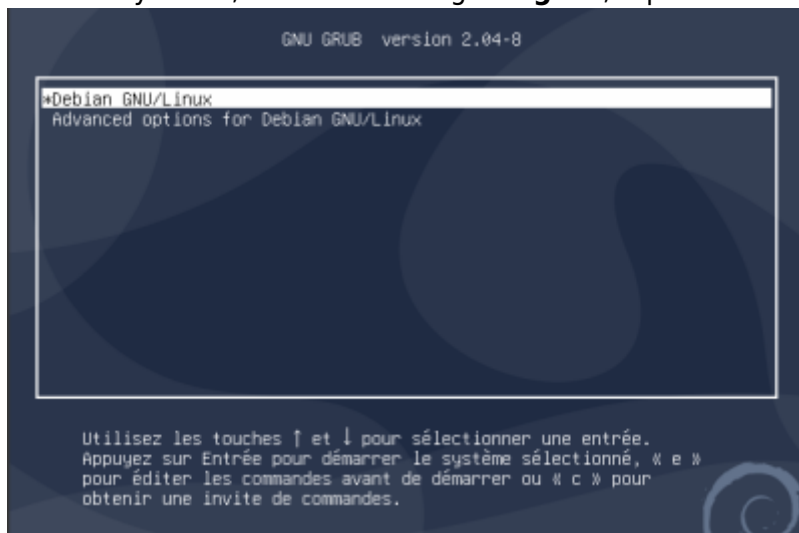 GNU GRUB version 2.04-8
*Debian GNU/Linux
Advanced options for Debian GNU/Linux
Utilisez les touches ↑ et ↓ pour sélectionner une entrée.
Appuyez sur Entrée pour démarrer le système sélectionné, « e »
pour éditer les commandes avant de démarrer ou « c » pour
obtenir une invite de commandes.